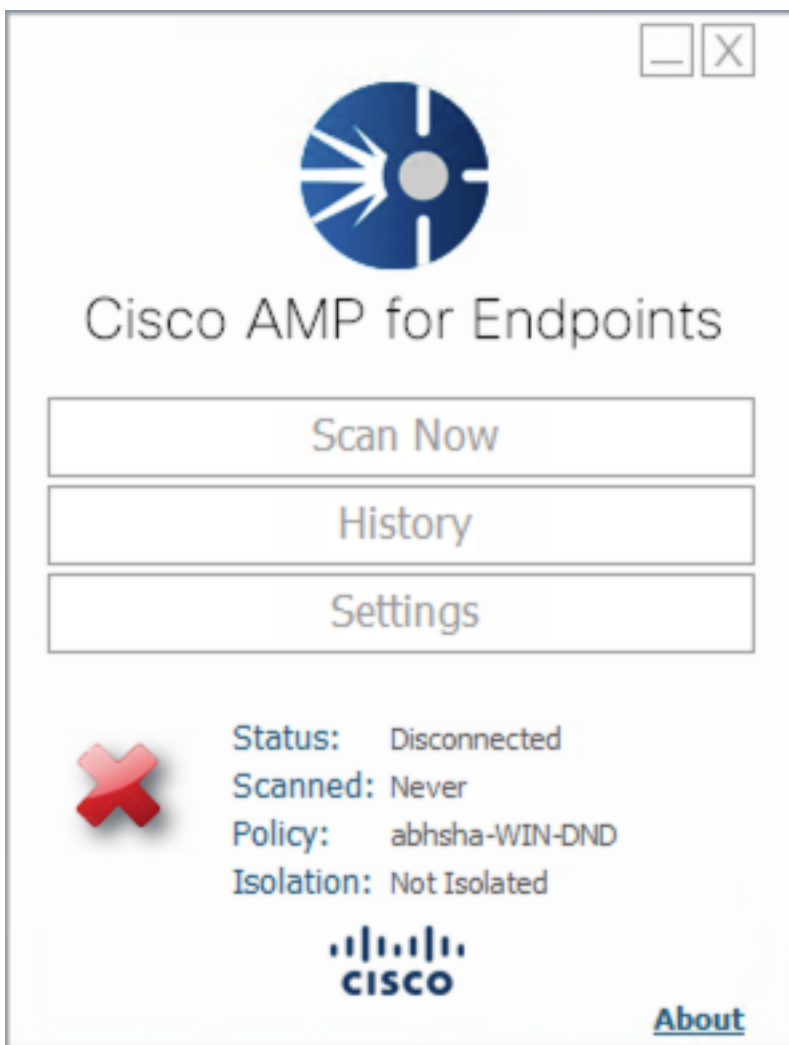 Cisco AMP for Endpoints
Scan Now
History
Settings
Status: Disconnected
Scanned: Never
Policy: abhsha-WIN-DND
Isolation: Not Isolated
CISCO
About